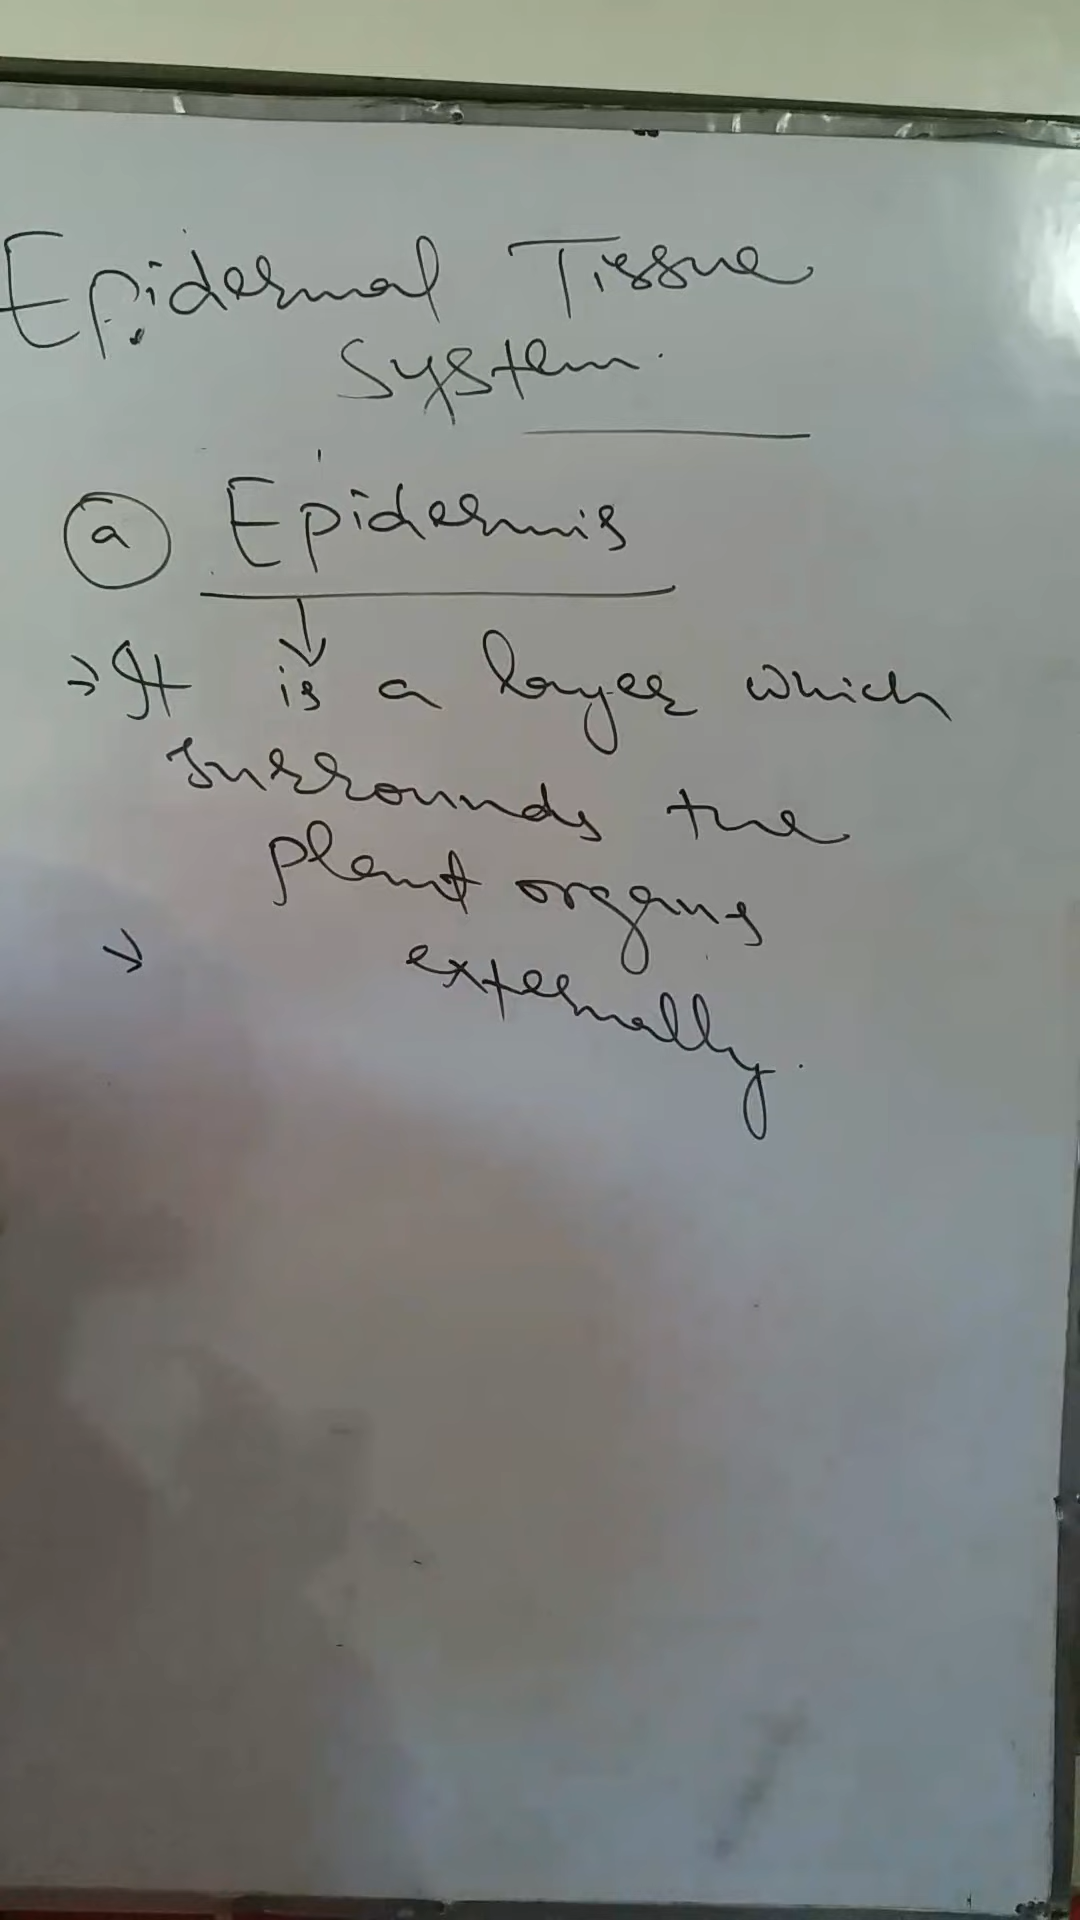 Epidermal Tissue
System.
ⓐ Epidermis
↓
→ It is a layer which
surrounds the
plant organs
→ externally.